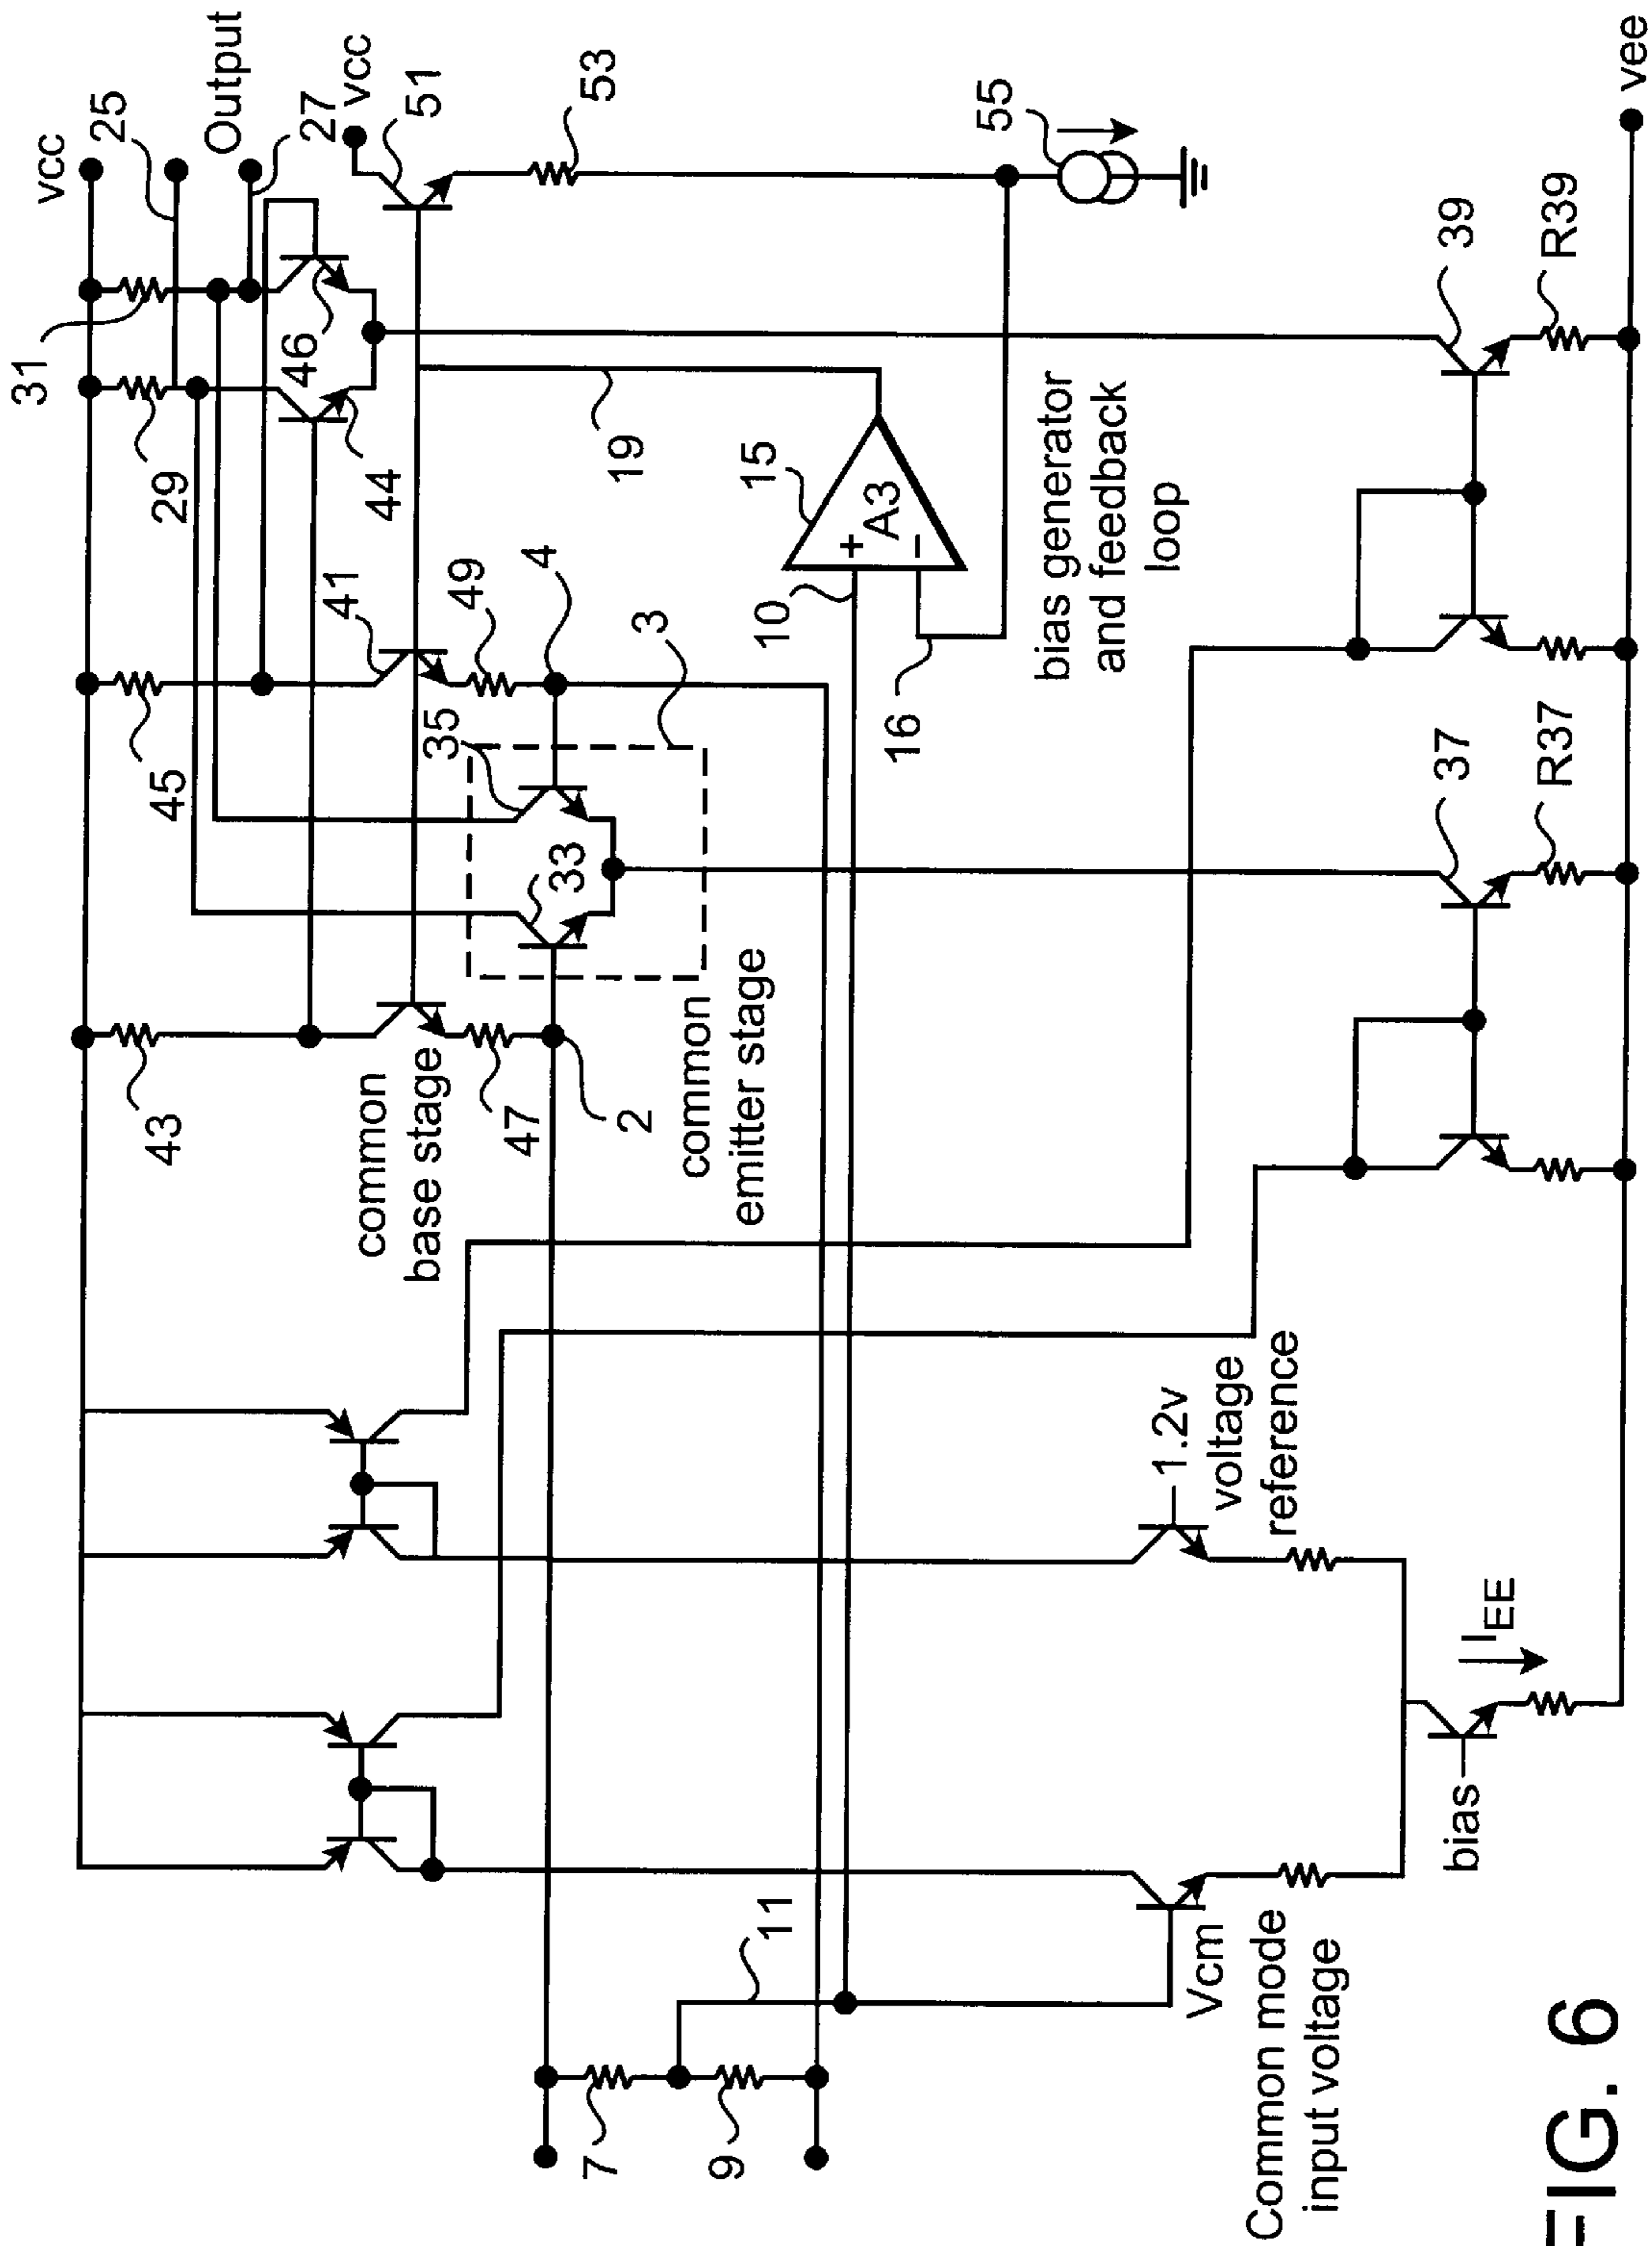 vcc
25
Output
27
vcc
51
53
55
31
46
29
44
19
15
A3
+
−
10
16
bias generator
and feedback
loop
39
R39
vee
45
41
49
4
3
35
33
37
R37
43
common
base stage
47
2
common
emitter stage
1.2v
voltage
reference
I EE
bias
11
7
9
Vcm
Common mode
input voltage
FIG. 6